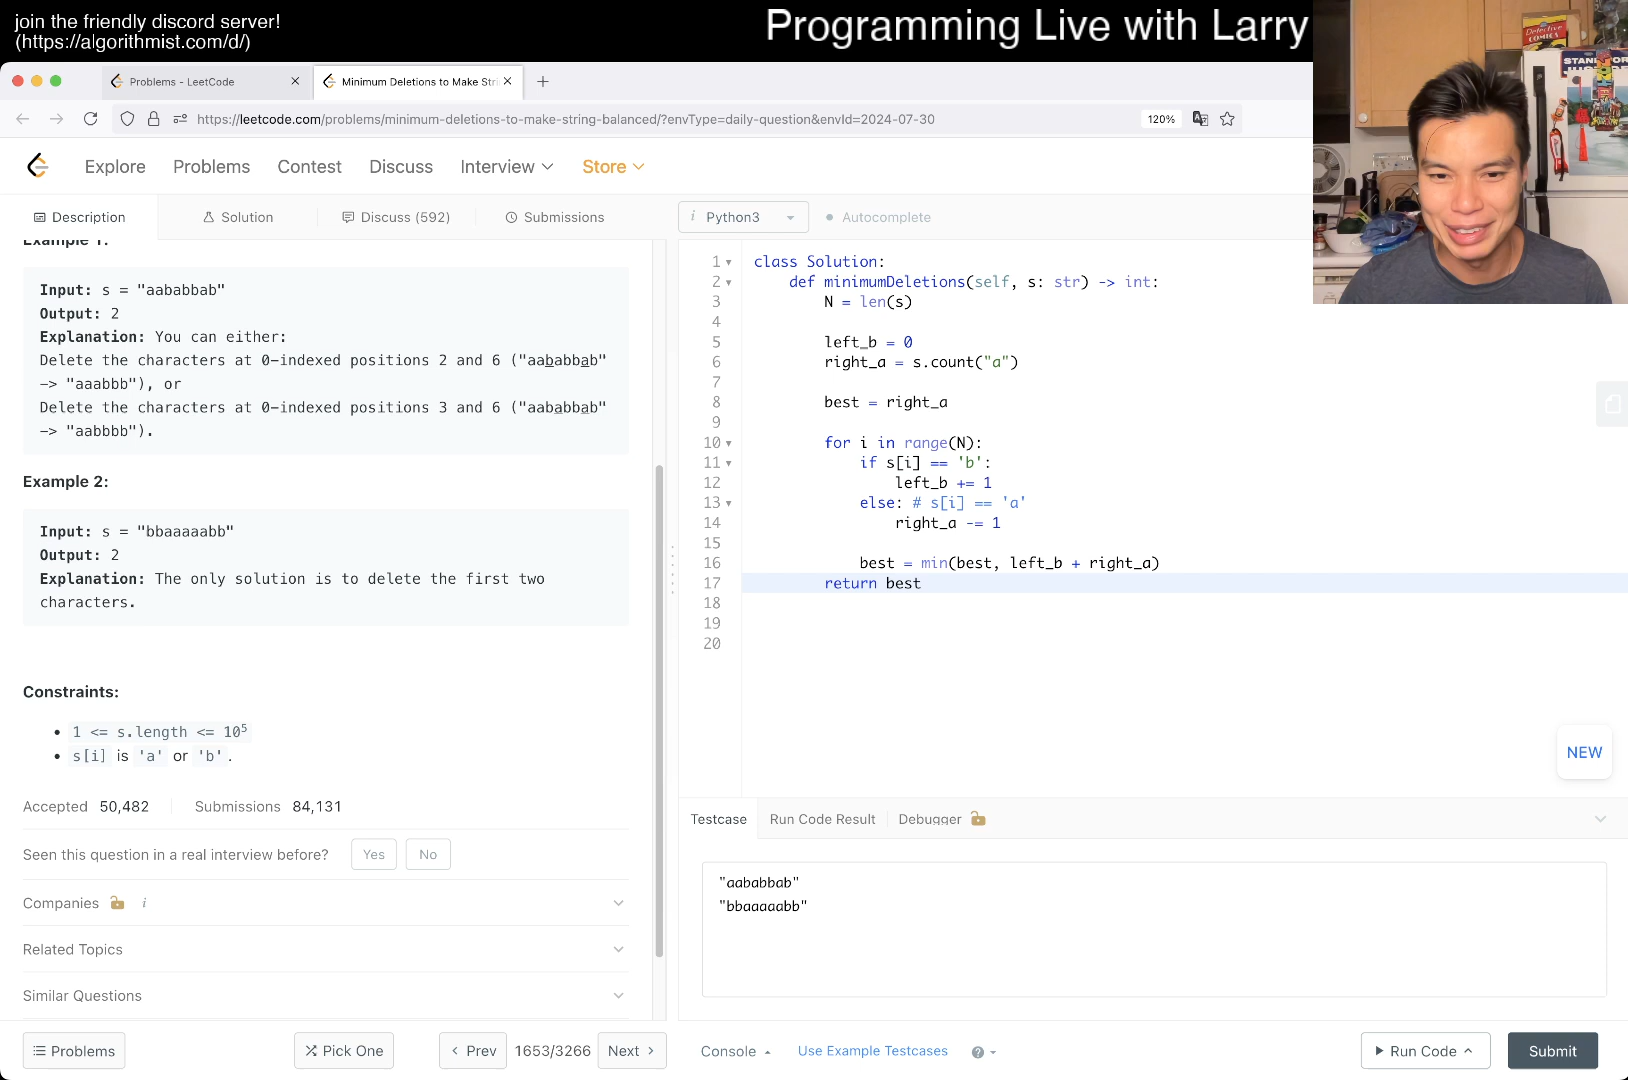 join the friendly discord server!
(https://algorithmist.com/d/)
Programming Live with Larry
Problems - LeetCode
Minimum Deletions to Make Stri
https://leetcode.com/problems/minimum-deletions-to-make-string-balanced/?envType=daily-question&envId=2024-07-30
120%
Explore
Problems
Contest
Discuss
Interview
Store
Description
Solution
Discuss (592)
Submissions
i Python3
Autocomplete
Example 1:
Input: s = "aababbab"
Output: 2
Explanation: You can either:
Delete the characters at 0-indexed positions 2 and 6 ("aababbab"
-> "aaabbb"), or
Delete the characters at 0-indexed positions 3 and 6 ("aababbab"
-> "aabbbb").
Example 2:
Input: s = "bbaaaaabb"
Output: 2
Explanation: The only solution is to delete the first two
characters.
Constraints:
• 1 <= s.length <= 10⁵
• s[i] is 'a' or 'b'.
Accepted 50,482
Submissions 84,131
Seen this question in a real interview before?
Yes
No
Companies
i
Related Topics
Similar Questions
1 class Solution:
2 def minimumDeletions(self, s: str) -> int:
3 N = len(s)
4
5 left_b = 0
6 right_a = s.count("a")
7
8 best = right_a
9
10 for i in range(N):
11 if s[i] == 'b':
12 left_b += 1
13 else: # s[i] == 'a'
14 right_a -= 1
15
16 best = min(best, left_b + right_a)
17 return best
18
19
20
NEW
Testcase
Run Code Result
Debugger
"aababbab"
"bbaaaaabb"
Problems
Pick One
Prev
1653/3266
Next
Console
Use Example Testcases
?
Run Code
Submit
Detective
COMICS